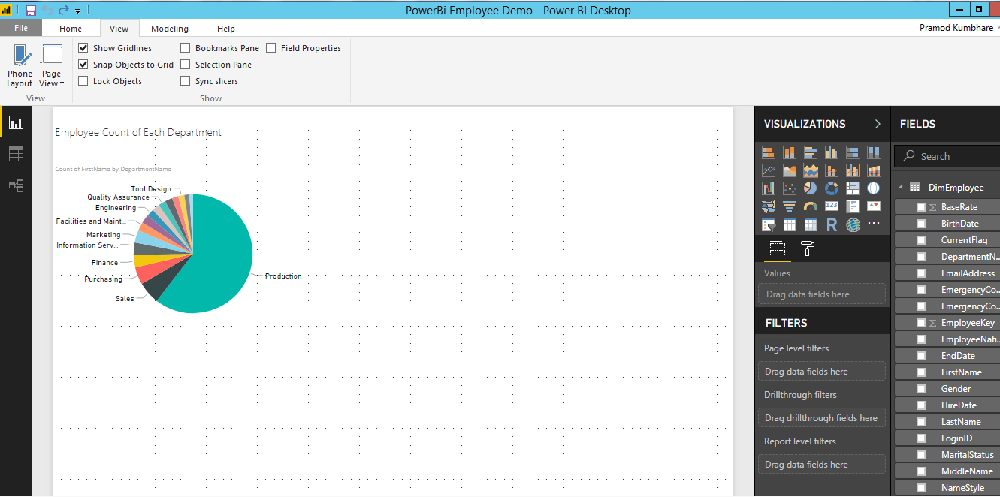 PowerBi Employee Demo - Power BI Desktop
File Home View Modeling Help
Pramod Kumbhare
Show Gridlines
Snap Objects to Grid
Lock Objects
Bookmarks Pane
Selection Pane
Sync slicers
Field Properties
Phone
Layout
Page
View
View
Show
Employee Count of Each Department
Count of FirstName by DepartmentName
Tool Design
Quality Assurance
Engineering
Facilities and Maint...
Marketing
Information Serv...
Finance
Purchasing
Sales
Production
VISUALIZATIONS
123
R
Values
Drag data fields here
FILTERS
Page level filters
Drag data fields here
Drillthrough filters
Drag drillthrough fields here
Report level filters
Drag data fields here
FIELDS
Search
DimEmployee
Σ BaseRate
BirthDate
CurrentFlag
DepartmentN...
EmailAddress
EmergencyCo...
EmergencyCo...
Σ EmployeeKey
EmployeeNati...
EndDate
FirstName
Gender
HireDate
LastName
LoginID
MaritalStatus
MiddleName
NameStyle